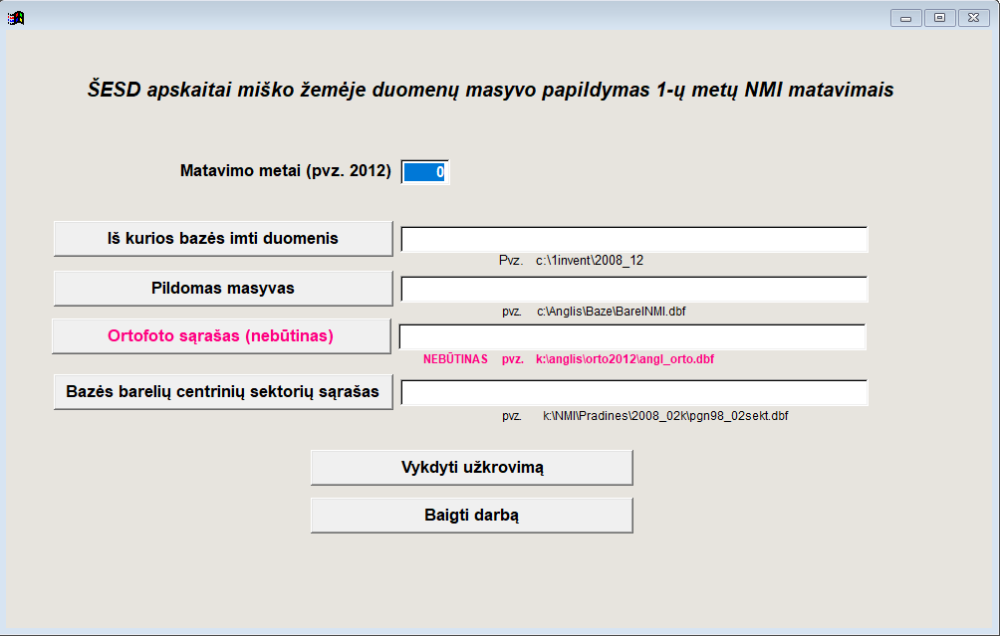 ŠESD apskaitai miško žemėje duomenų masyvo papildymas 1-ų metų NMI matavimais
Matavimo metai (pvz. 2012) 0
Iš kurios bazės imti duomenis
Pvz. c:\1invent\2008_12
Pildomas masyvas
pvz. c:\Anglis\Baze\BarelNMI.dbf
Ortofoto sąrašas (nebūtinas)
NEBŪTINAS pvz. k:\anglis\orto2012\angl_orto.dbf
Bazės barelių centrinių sektorių sąrašas
pvz. k:\NMI\Pradines\2008_02k\pgn98_02sekt.dbf
Vykdyti užkrovimą
Baigti darbą